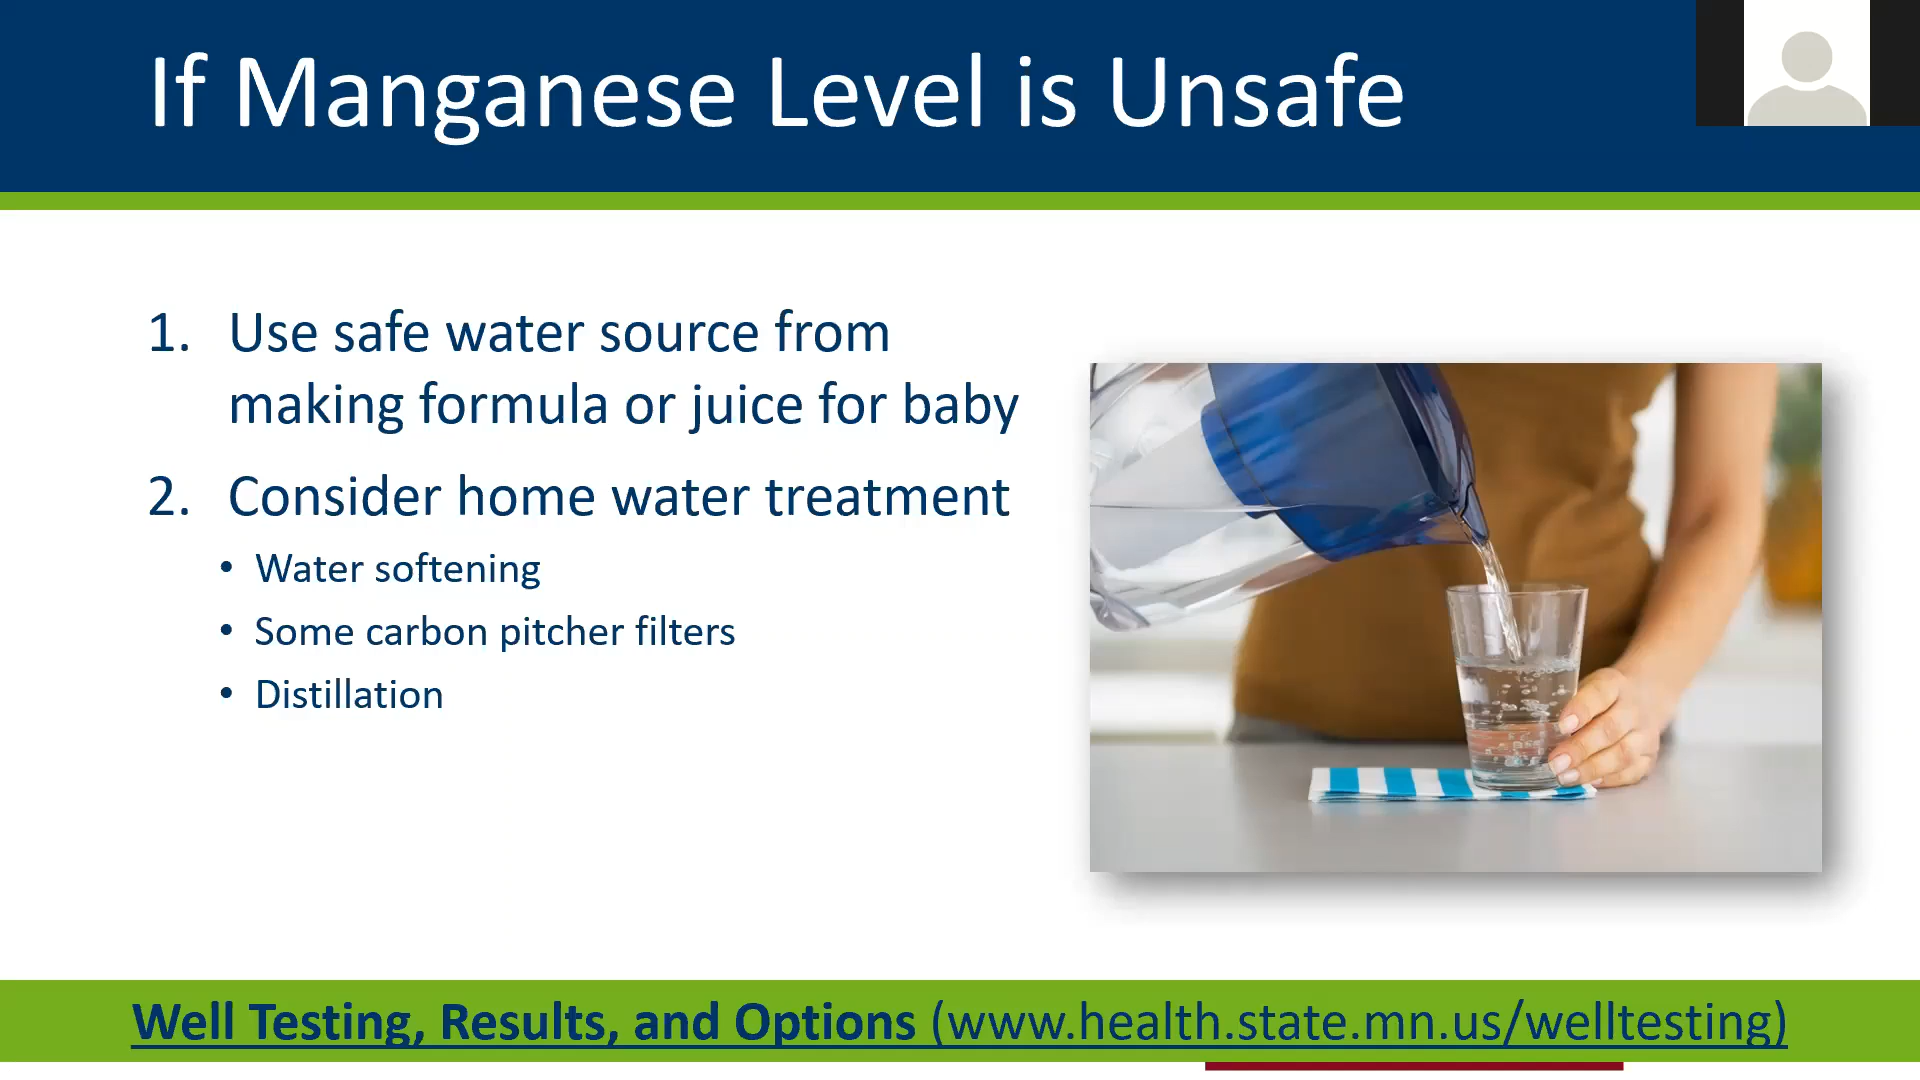 If Manganese Level is Unsafe
1. Use safe water source from
making formula or juice for baby
2. Consider home water treatment
• Water softening
• Some carbon pitcher filters
• Distillation
Well Testing, Results, and Options (www.health.state.mn.us/welltesting)